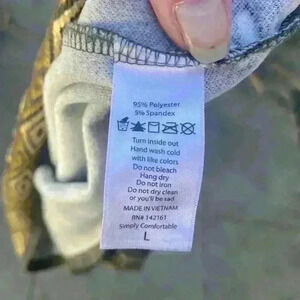 95% Polyester
5% Spandex
Turn inside out
Hand wash cold
with like colors
Do not bleach
Hang dry
Do not iron
Do not dry clean
or you'll be sad
MADE IN VIETNAM
RN# 142161
Simply Comfortable
L